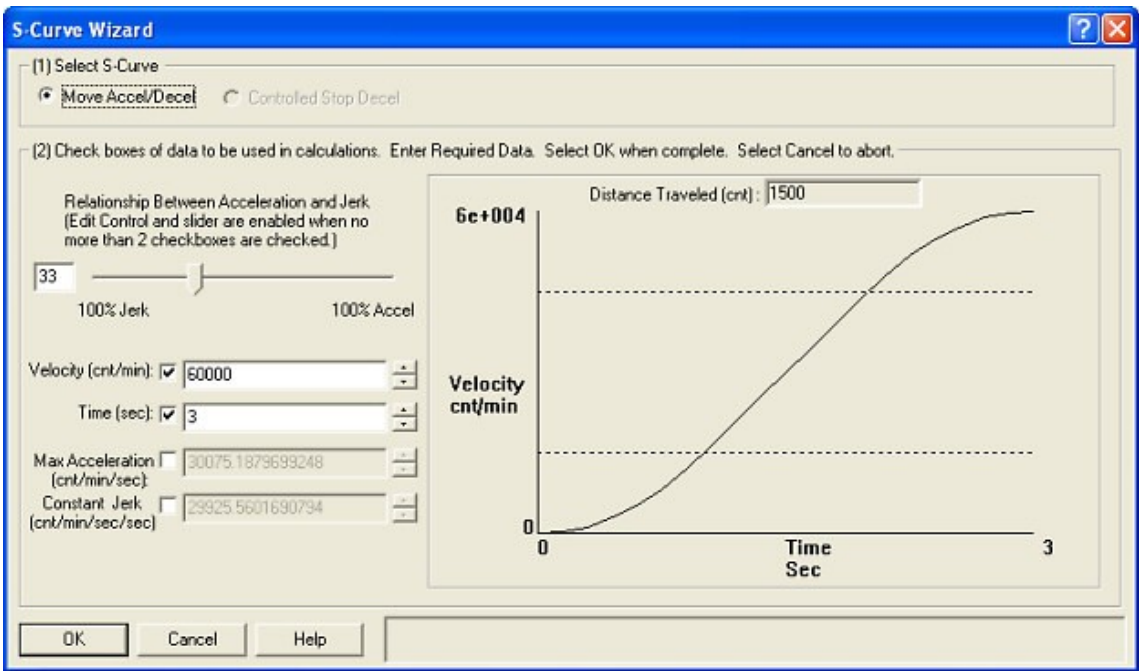 S-Curve Wizard
(1) Select S-Curve
Move Accel/Decel Controlled Stop Decel
(2) Check boxes of data to be used in calculations. Enter Required Data. Select OK when complete. Select Cancel to abort.
Relationship Between Acceleration and Jerk
(Edit Control and slider are enabled when no
more than 2 checkboxes are checked.)
33
100% Jerk 100% Accel
Velocity (cnt/min): 60000
Time (sec): 3
Max Acceleration
(cnt/min/sec): 30075.1879699248
Constant Jerk
(cnt/min/sec/sec) 29925.5601690794
Distance Traveled (cnt) : 1500
6e+004
Velocity
cnt/min
0
0 Time 3
Sec
OK Cancel Help